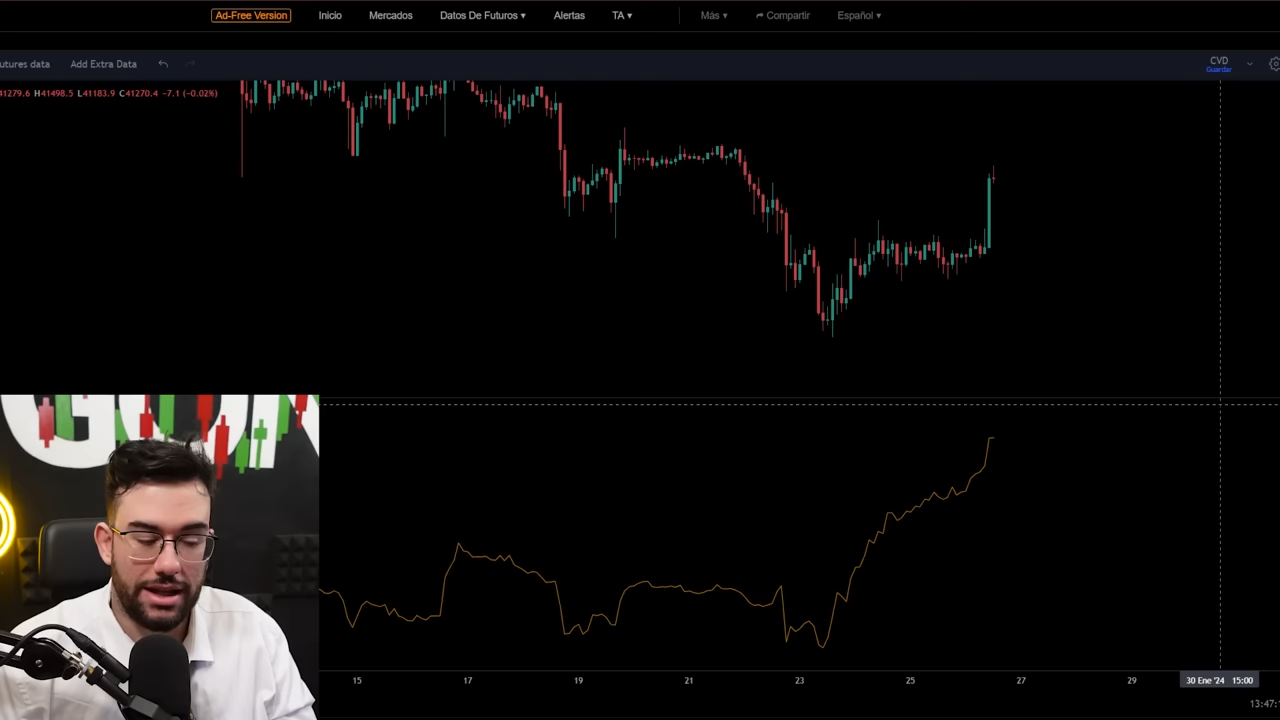 Ad-Free Version Inicio Mercados Datos De Futuros ▾ Alertas TA ▾ Más ▾ Compartir Español ▾
utures data Add Extra Data CVD
Guardar
41279.6 H41498.5 L41183.9 C41270.4 −7.1 (−0.02%)
15 17 19 21 23 25 27 29 30 Ene '24 15:00
13:47: